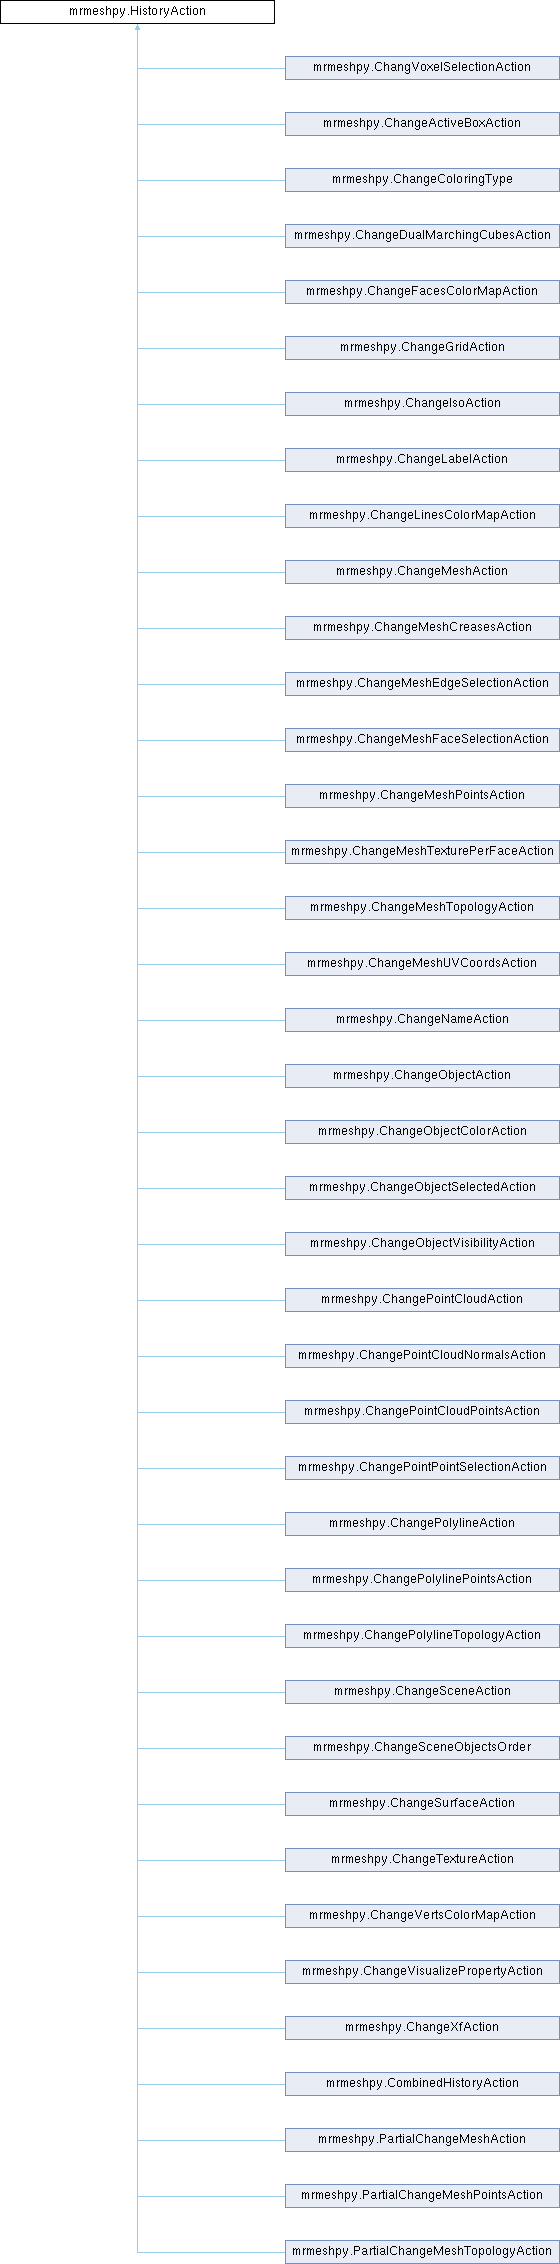 mrmeshpy.HistoryAction
mrmeshpy.ChangVoxelSelectionAction
mrmeshpy.ChangeActiveBoxAction
mrmeshpy.ChangeColoringType
mrmeshpy.ChangeDualMarchingCubesAction
mrmeshpy.ChangeFacesColorMapAction
mrmeshpy.ChangeGridAction
mrmeshpy.ChangeIsoAction
mrmeshpy.ChangeLabelAction
mrmeshpy.ChangeLinesColorMapAction
mrmeshpy.ChangeMeshAction
mrmeshpy.ChangeMeshCreasesAction
mrmeshpy.ChangeMeshEdgeSelectionAction
mrmeshpy.ChangeMeshFaceSelectionAction
mrmeshpy.ChangeMeshPointsAction
mrmeshpy.ChangeMeshTexturePerFaceAction
mrmeshpy.ChangeMeshTopologyAction
mrmeshpy.ChangeMeshUVCoordsAction
mrmeshpy.ChangeNameAction
mrmeshpy.ChangeObjectAction
mrmeshpy.ChangeObjectColorAction
mrmeshpy.ChangeObjectSelectedAction
mrmeshpy.ChangeObjectVisibilityAction
mrmeshpy.ChangePointCloudAction
mrmeshpy.ChangePointCloudNormalsAction
mrmeshpy.ChangePointCloudPointsAction
mrmeshpy.ChangePointPointSelectionAction
mrmeshpy.ChangePolylineAction
mrmeshpy.ChangePolylinePointsAction
mrmeshpy.ChangePolylineTopologyAction
mrmeshpy.ChangeSceneAction
mrmeshpy.ChangeSceneObjectsOrder
mrmeshpy.ChangeSurfaceAction
mrmeshpy.ChangeTextureAction
mrmeshpy.ChangeVertsColorMapAction
mrmeshpy.ChangeVisualizePropertyAction
mrmeshpy.ChangeXfAction
mrmeshpy.CombinedHistoryAction
mrmeshpy.PartialChangeMeshAction
mrmeshpy.PartialChangeMeshPointsAction
mrmeshpy.PartialChangeMeshTopologyAction